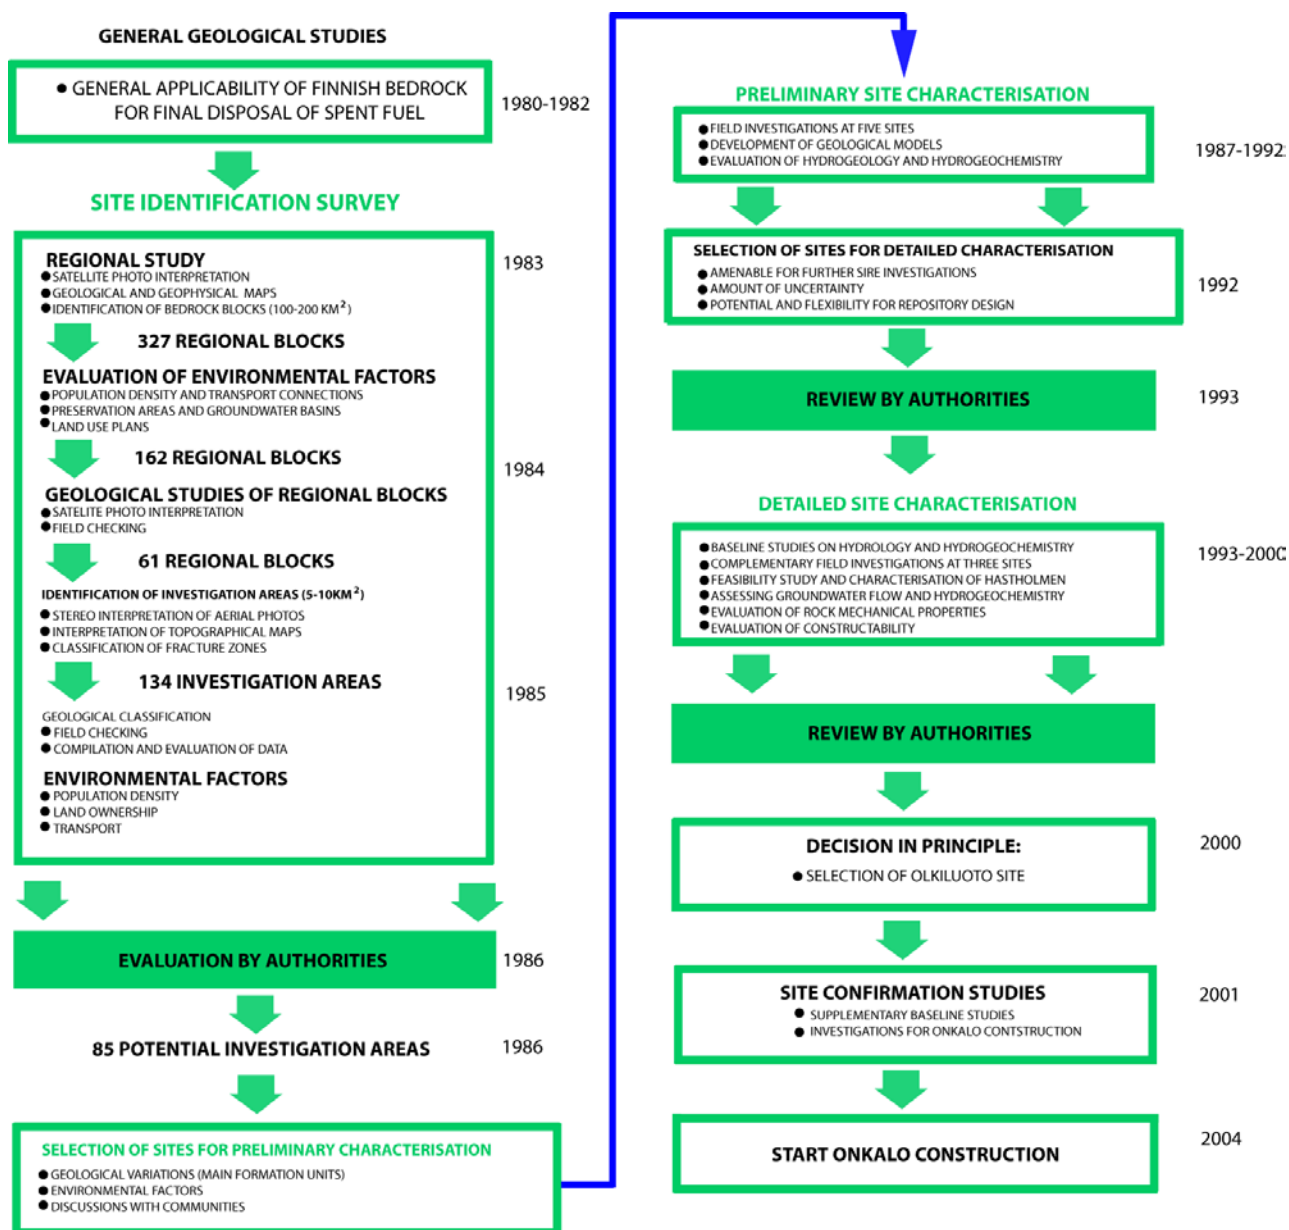 GENERAL GEOLOGICAL STUDIES
● GENERAL APPLICABILITY OF FINNISH BEDROCK
FOR FINAL DISPOSAL OF SPENT FUEL
1980-1982
SITE IDENTIFICATION SURVEY
REGIONAL STUDY
1983
● SATELLITE PHOTO INTERPRETATION
● GEOLOGICAL AND GEOPHYSICAL MAPS
● IDENTIFICATION OF BEDROCK BLOCKS (100-200 KM²)
327 REGIONAL BLOCKS
EVALUATION OF ENVIRONMENTAL FACTORS
● POPULATION DENSITY AND TRANSPORT CONNECTIONS
● PRESERVATION AREAS AND GROUNDWATER BASINS
● LAND USE PLANS
162 REGIONAL BLOCKS
1984
GEOLOGICAL STUDIES OF REGIONAL BLOCKS
● SATELITE PHOTO INTERPRETATION
● FIELD CHECKING
61 REGIONAL BLOCKS
IDENTIFICATION OF INVESTIGATION AREAS (5-10KM²)
● STEREO INTERPRETATION OF AERIAL PHOTOS
● INTERPRETATION OF TOPOGRAPHICAL MAPS
● CLASSIFICATION OF FRACTURE ZONES
134 INVESTIGATION AREAS
1985
GEOLOGICAL CLASSIFICATION
● FIELD CHECKING
● COMPILATION AND EVALUATION OF DATA
ENVIRONMENTAL FACTORS
● POPULATION DENSITY
● LAND OWNERSHIP
● TRANSPORT
EVALUATION BY AUTHORITIES
1986
85 POTENTIAL INVESTIGATION AREAS
1986
SELECTION OF SITES FOR PRELIMINARY CHARACTERISATION
● GEOLOGICAL VARIATIONS (MAIN FORMATION UNITS)
● ENVIRONMENTAL FACTORS
● DISCUSSIONS WITH COMMUNITIES
PRELIMINARY SITE CHARACTERISATION
● FIELD INVESTIGATIONS AT FIVE SITES
● DEVELOPMENT OF GEOLOGICAL MODELS
● EVALUATION OF HYDROGEOLOGY AND HYDROGEOCHEMISTRY
1987-1992
SELECTION OF SITES FOR DETAILED CHARACTERISATION
● AMENABLE FOR FURTHER SIRE INVESTIGATIONS
● AMOUNT OF UNCERTAINTY
● POTENTIAL AND FLEXIBILITY FOR REPOSITORY DESIGN
1992
REVIEW BY AUTHORITIES
1993
DETAILED SITE CHARACTERISATION
● BASELINE STUDIES ON HYDROLOGY AND HYDROGEOCHEMISTRY
● COMPLEMENTARY FIELD INVESTIGATIONS AT THREE SITES
● FEASIBILITY STUDY AND CHARACTERISATION OF HASTHOLMEN
● ASSESSING GROUNDWATER FLOW AND HYDROGEOCHEMISTRY
● EVALUATION OF ROCK MECHANICAL PROPERTIES
● EVALUATION OF CONSTRUCTABILITY
1993-2000
REVIEW BY AUTHORITIES
DECISION IN PRINCIPLE:
● SELECTION OF OLKILUOTO SITE
2000
SITE CONFIRMATION STUDIES
● SUPPLEMENTARY BASELINE STUDIES
● INVESTIGATIONS FOR ONKALO CONTSTRUCTION
2001
START ONKALO CONSTRUCTION
2004